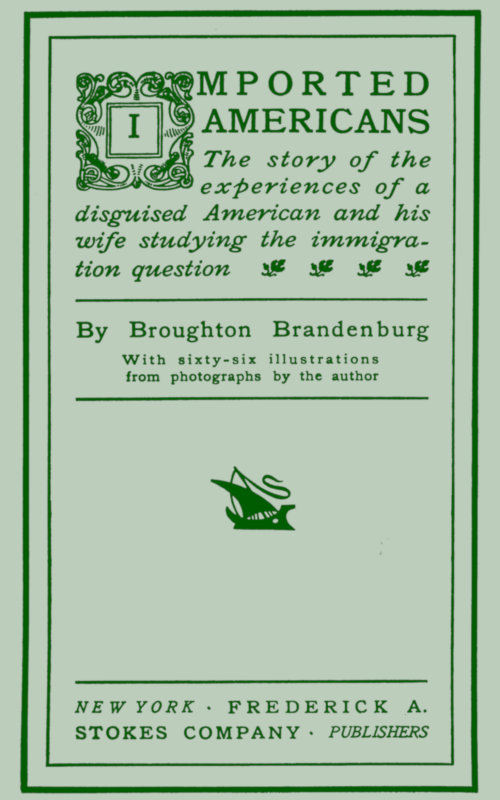 IMPORTED
AMERICANS
The story of the
experiences of a
disguised American and his
wife studying the immigra-
tion question
By Broughton Brandenburg
With sixty-six illustrations
from photographs by the author
NEW YORK · FREDERICK A.
STOKES COMPANY · PUBLISHERS